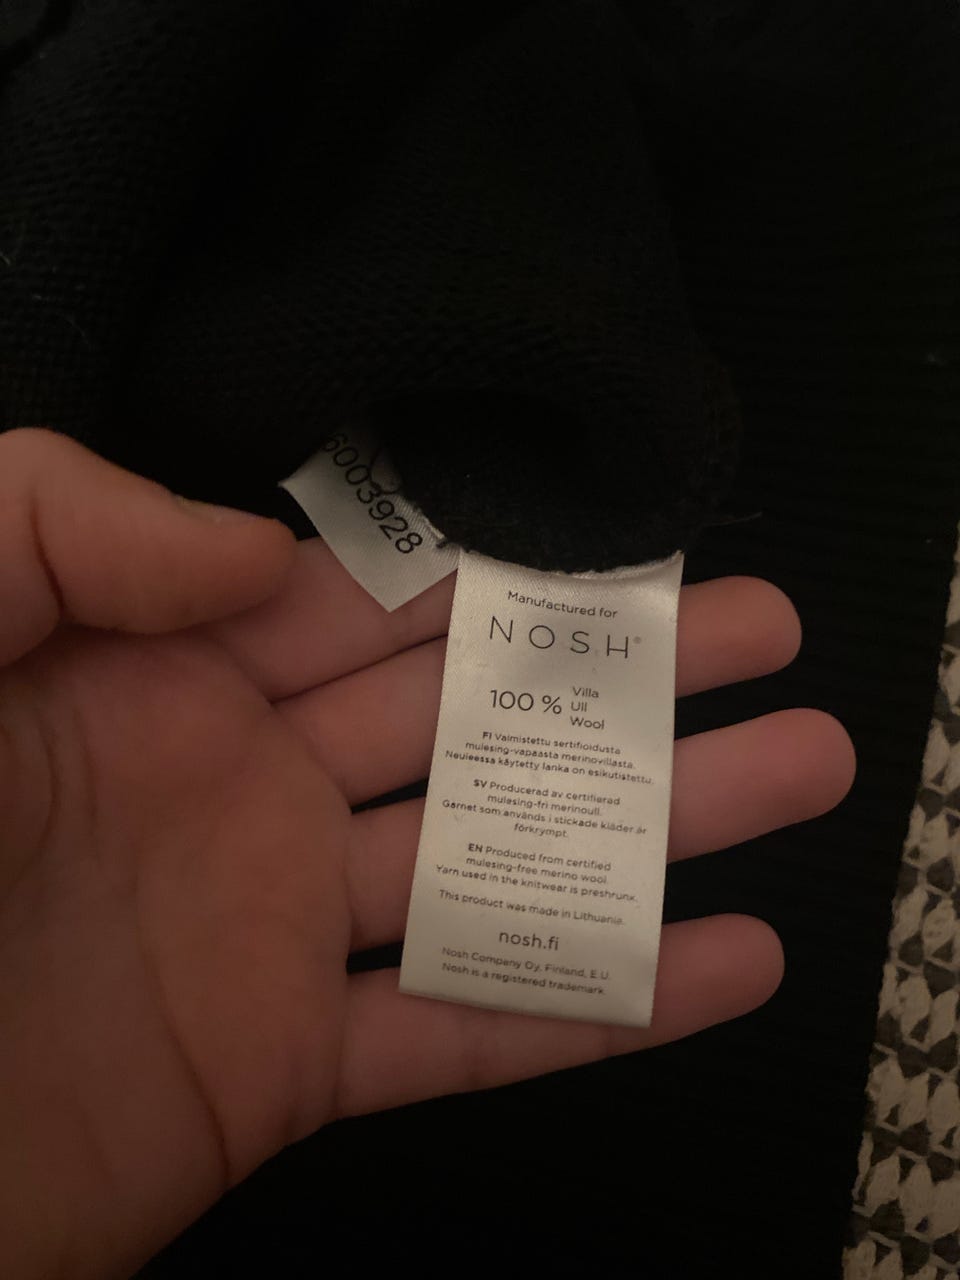 6003928
Manufactured for
NOSH®
100 % Villa
Ull
Wool
FI Valmistettu sertifioidusta
mulesing-vapaasta merinovillasta.
Neuleessa käytetty lanka on esikutistettu.
SV Producerad av certifierad
mulesing-fri merinoull.
Garnet som används i stickade kläder är
förkrympt.
EN Produced from certified
mulesing-free merino wool.
Yarn used in the knitwear is preshrunk.
This product was made in Lithuania.
nosh.fi
Nosh Company Oy, Finland, E.U.
Nosh is a registered trademark.